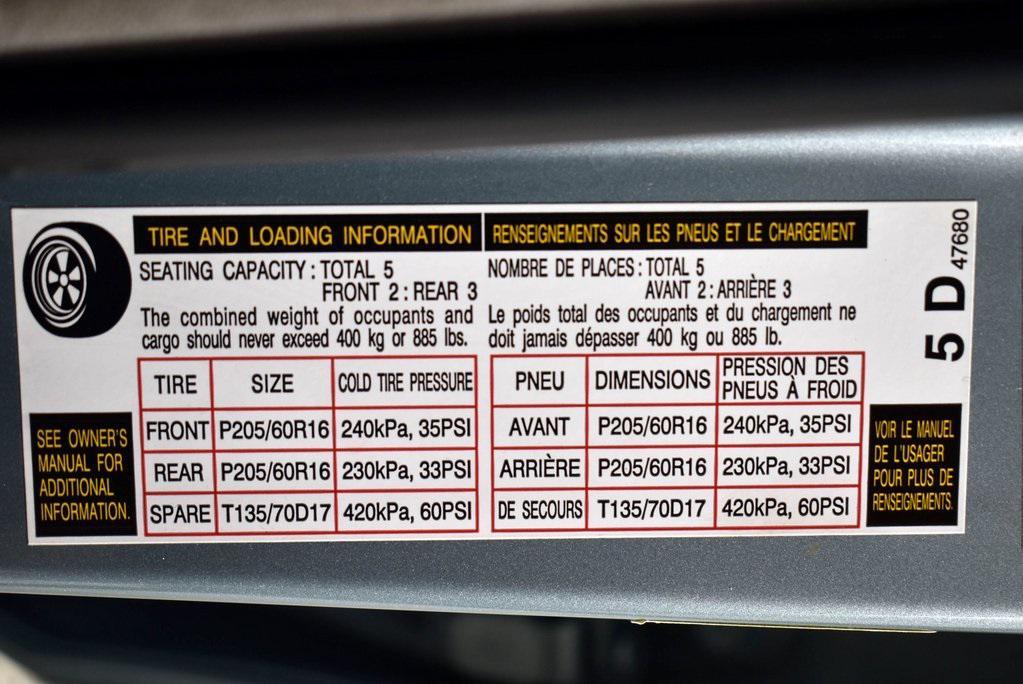 TIRE AND LOADING INFORMATION
SEATING CAPACITY : TOTAL 5
FRONT 2 : REAR 3
The combined weight of occupants and
cargo should never exceed 400 kg or 885 lbs.
TIRE SIZE COLD TIRE PRESSURE
FRONT P205/60R16 240kPa, 35PSI
REAR P205/60R16 230kPa, 33PSI
SPARE T135/70D17 420kPa, 60PSI
SEE OWNER'S
MANUAL FOR
ADDITIONAL
INFORMATION.
RENSEIGNEMENTS SUR LES PNEUS ET LE CHARGEMENT
NOMBRE DE PLACES : TOTAL 5
AVANT 2 : ARRIÈRE 3
Le poids total des occupants et du chargement ne
doit jamais dépasser 400 kg ou 885 lb.
PNEU DIMENSIONS PRESSION DES
PNEUS À FROID
AVANT P205/60R16 240kPa, 35PSI
ARRIÈRE P205/60R16 230kPa, 33PSI
DE SECOURS T135/70D17 420kPa, 60PSI
VOIR LE MANUEL
DE L'USAGER
POUR PLUS DE
RENSEIGNEMENTS.
5 D 47680